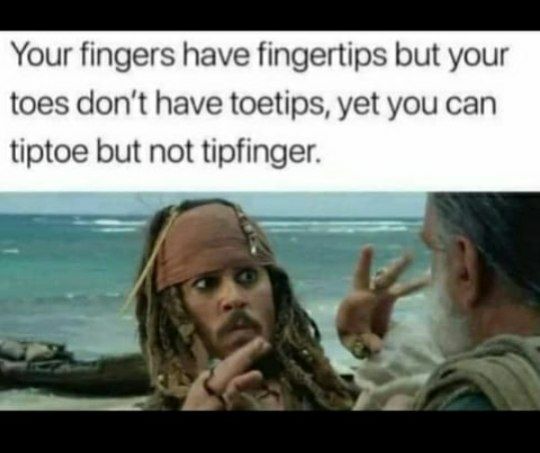 Your fingers have fingertips but your
toes don't have toetips, yet you can
tiptoe but not tipfinger.